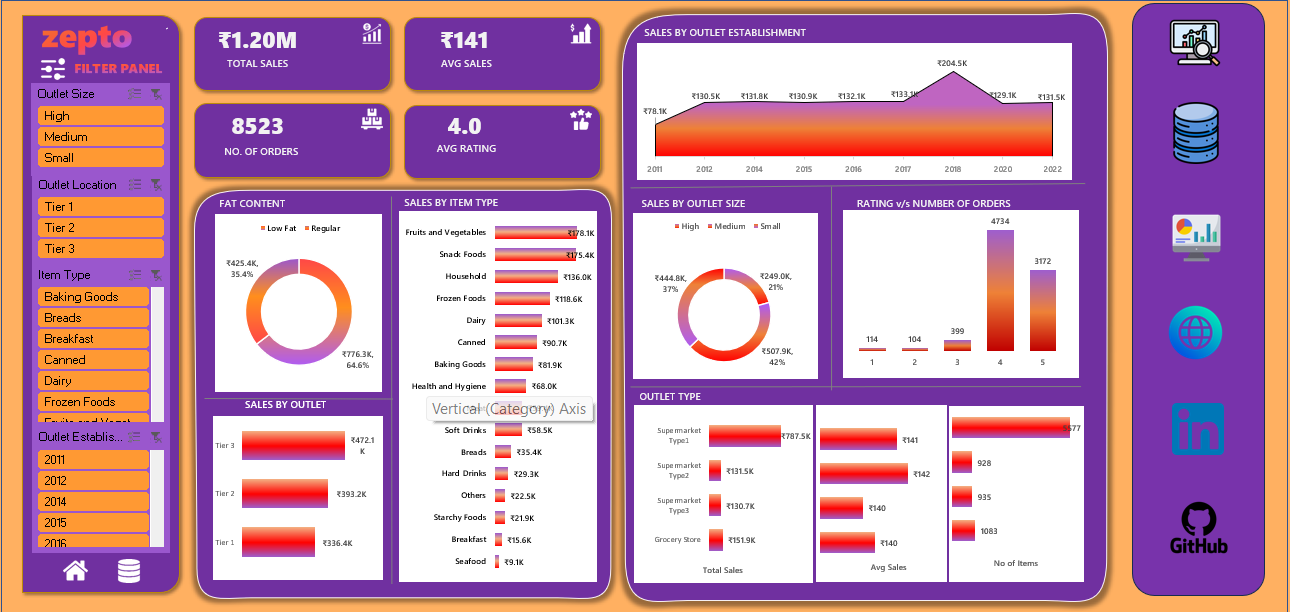 zepto
FILTER PANEL
Outlet Size
High
Medium
Small
Outlet Location
Tier 1
Tier 2
Tier 3
Item Type
Baking Goods
Breads
Breakfast
Canned
Dairy
Frozen Foods
Outlet Establis...
2011
2012
2014
2015
2016
₹1.20M
TOTAL SALES
₹141
AVG SALES
8523
NO. OF ORDERS
4.0
AVG RATING
FAT CONTENT
Low Fat Regular
₹425.4K,
35.4%
₹776.3K,
64.6%
SALES BY OUTLET
Tier 3 ₹472.1
K
Tier 2 ₹393.2K
Tier 1 ₹336.4K
SALES BY ITEM TYPE
Fruits and Vegetables ₹178.1K
Snack Foods ₹175.4K
Household ₹136.0K
Frozen Foods ₹118.6K
Dairy ₹101.3K
Canned ₹90.7K
Baking Goods ₹81.9K
Health and Hygiene ₹68.0K
Vertical (Category) Axis
Soft Drinks ₹58.5K
Breads ₹35.4K
Hard Drinks ₹29.3K
Others ₹22.5K
Starchy Foods ₹21.9K
Breakfast ₹15.6K
Seafood ₹9.1K
SALES BY OUTLET ESTABLISHMENT
₹78.1K ₹130.5K ₹131.8K ₹130.9K ₹132.1K ₹133.1K ₹204.5K ₹129.1K ₹131.5K
2011 2012 2014 2015 2016 2017 2018 2020 2022
SALES BY OUTLET SIZE
High Medium Small
₹444.8K,
37%
₹249.0K,
21%
₹507.9K,
42%
RATING v/s NUMBER OF ORDERS
114 104 399 4734 3172
1 2 3 4 5
OUTLET TYPE
Supermarket
Type1
₹787.5K
Supermarket
Type2
₹131.5K
Supermarket
Type3
₹130.7K
Grocery Store ₹151.9K
Total Sales
₹141
₹142
₹140
₹140
Avg Sales
928
935
1083
No of Items
in
GitHub